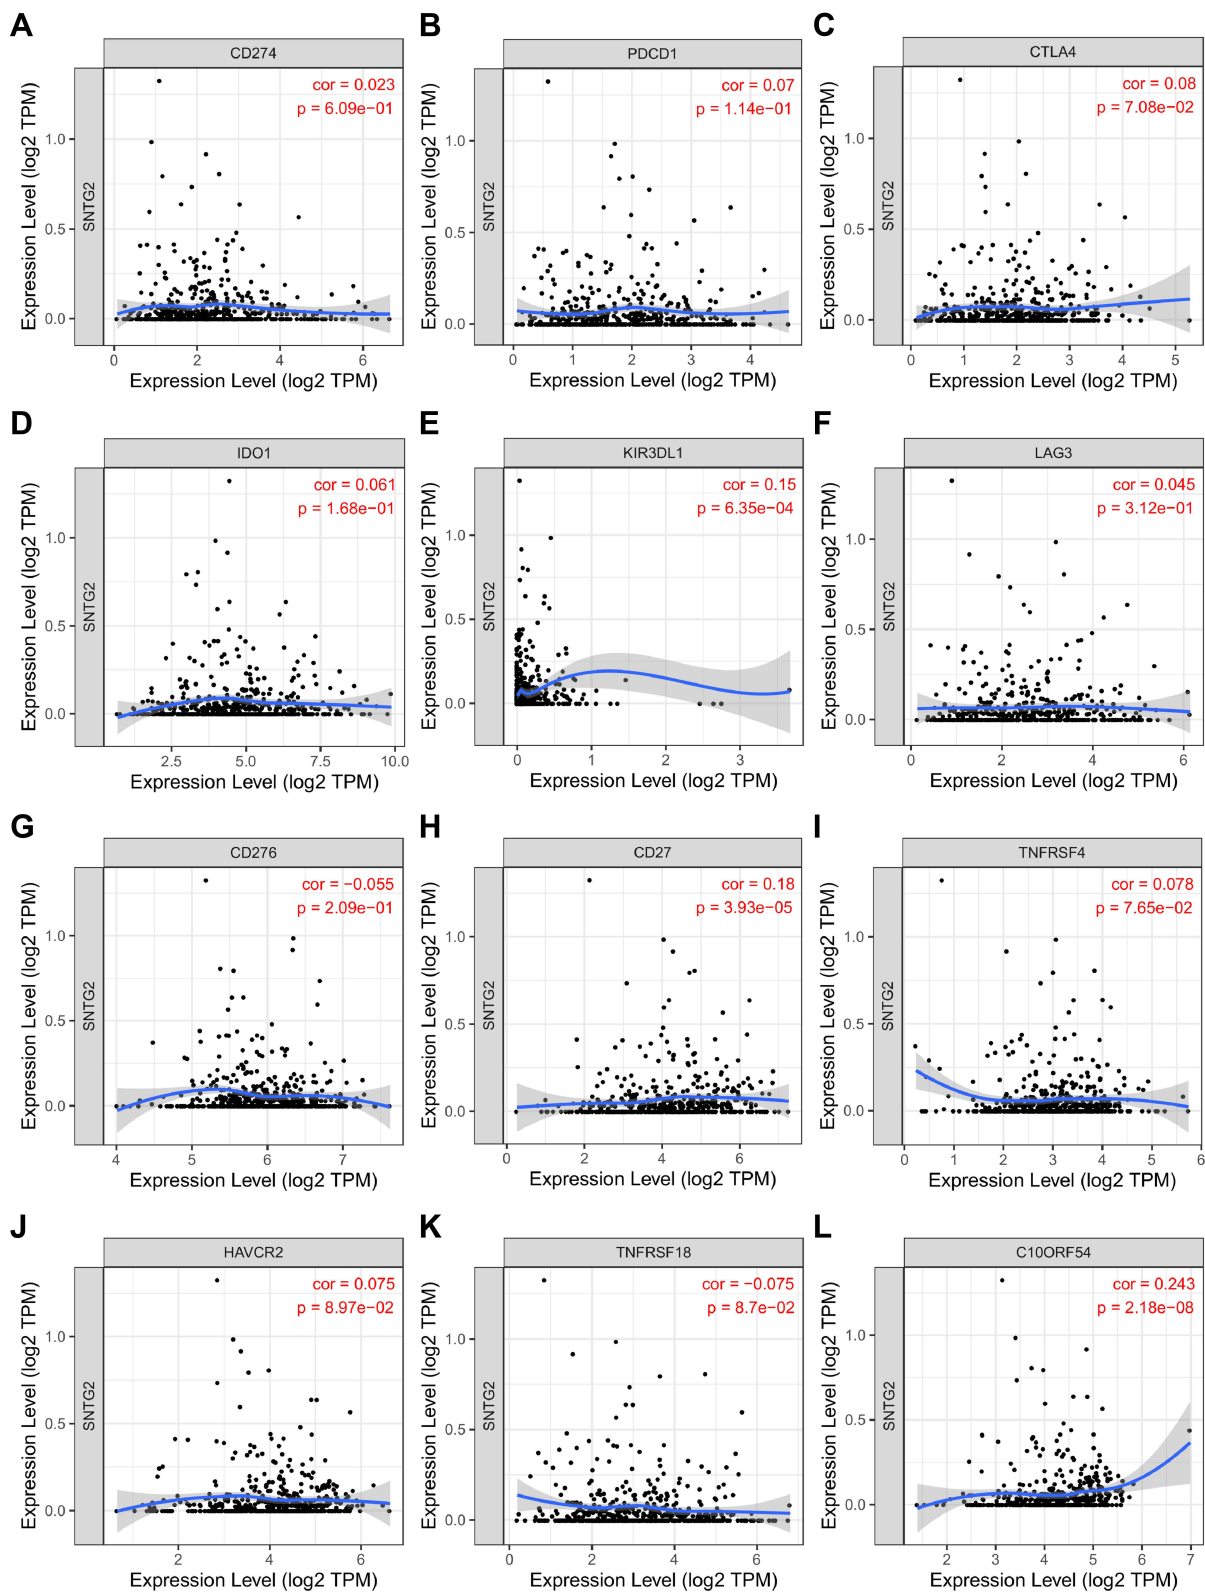 A
CD274
cor = 0.023
p = 6.09e−01
SNTG2
Expression Level (log2 TPM)
1.0
0.5
0.0
0 2 4 6
Expression Level (log2 TPM)
B
PDCD1
cor = 0.07
p = 1.14e−01
SNTG2
Expression Level (log2 TPM)
1.0
0.5
0.0
0 1 2 3 4
Expression Level (log2 TPM)
C
CTLA4
cor = 0.08
p = 7.08e−02
SNTG2
Expression Level (log2 TPM)
1.0
0.5
0.0
0 1 2 3 4 5
Expression Level (log2 TPM)
D
IDO1
cor = 0.061
p = 1.68e−01
SNTG2
Expression Level (log2 TPM)
1.0
0.5
0.0
2.5 5.0 7.5 10.0
Expression Level (log2 TPM)
E
KIR3DL1
cor = 0.15
p = 6.35e−04
SNTG2
Expression Level (log2 TPM)
1.0
0.5
0.0
0 1 2 3
Expression Level (log2 TPM)
F
LAG3
cor = 0.045
p = 3.12e−01
SNTG2
Expression Level (log2 TPM)
1.0
0.5
0.0
0 2 4 6
Expression Level (log2 TPM)
G
CD276
cor = −0.055
p = 2.09e−01
SNTG2
Expression Level (log2 TPM)
1.0
0.5
0.0
4 5 6 7
Expression Level (log2 TPM)
H
CD27
cor = 0.18
p = 3.93e−05
SNTG2
Expression Level (log2 TPM)
1.0
0.5
0.0
0 2 4 6
Expression Level (log2 TPM)
I
TNFRSF4
cor = 0.078
p = 7.65e−02
SNTG2
Expression Level (log2 TPM)
1.0
0.5
0.0
0 1 2 3 4 5 6
Expression Level (log2 TPM)
J
HAVCR2
cor = 0.075
p = 8.97e−02
SNTG2
Expression Level (log2 TPM)
1.0
0.5
0.0
2 4 6
Expression Level (log2 TPM)
K
TNFRSF18
cor = −0.075
p = 8.7e−02
SNTG2
Expression Level (log2 TPM)
1.0
0.5
0.0
0 2 4 6
Expression Level (log2 TPM)
L
C10ORF54
cor = 0.243
p = 2.18e−08
SNTG2
Expression Level (log2 TPM)
1.0
0.5
0.0
2 3 4 5 6 7
Expression Level (log2 TPM)